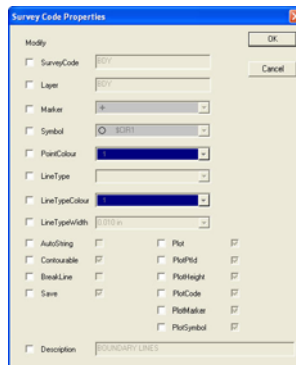 Survey Code Properties
Modify
OK
Cancel
SurveyCode BDY
Layer BDY
Marker +
Symbol $CIR1
PointColour 1
LineType
LineTypeColour 1
LineTypeWidth 0.010 in
AutoString
Contourable
BreakLine
Save
Plot
PlotPtId
PlotHeight
PlotCode
PlotMarker
PlotSymbol
Description BOUNDARY LINES